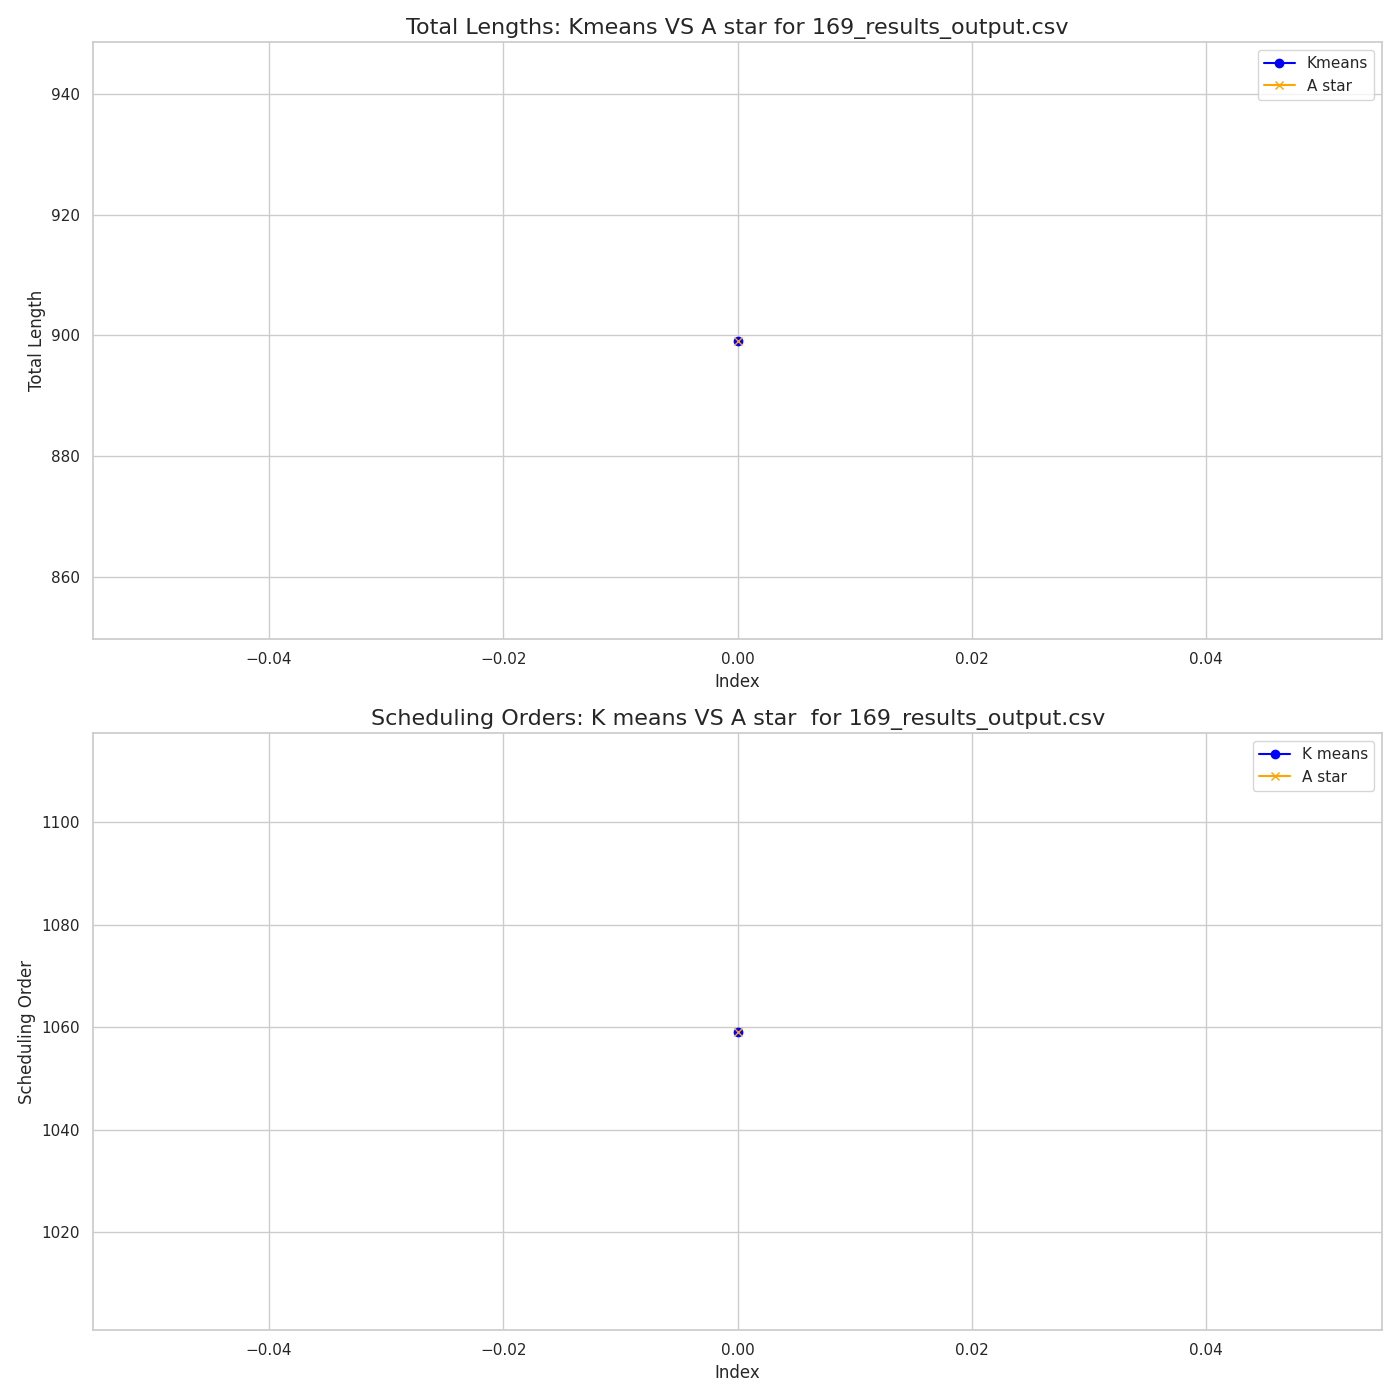 Total Lengths: Kmeans VS A star for 169_results_output.csv
Kmeans
A star
940
920
900
880
860
Total Length
−0.04
−0.02
0.00
0.02
0.04
Index
Scheduling Orders: K means VS A star  for 169_results_output.csv
K means
A star
1100
1080
1060
1040
1020
Scheduling Order
−0.04
−0.02
0.00
0.02
0.04
Index